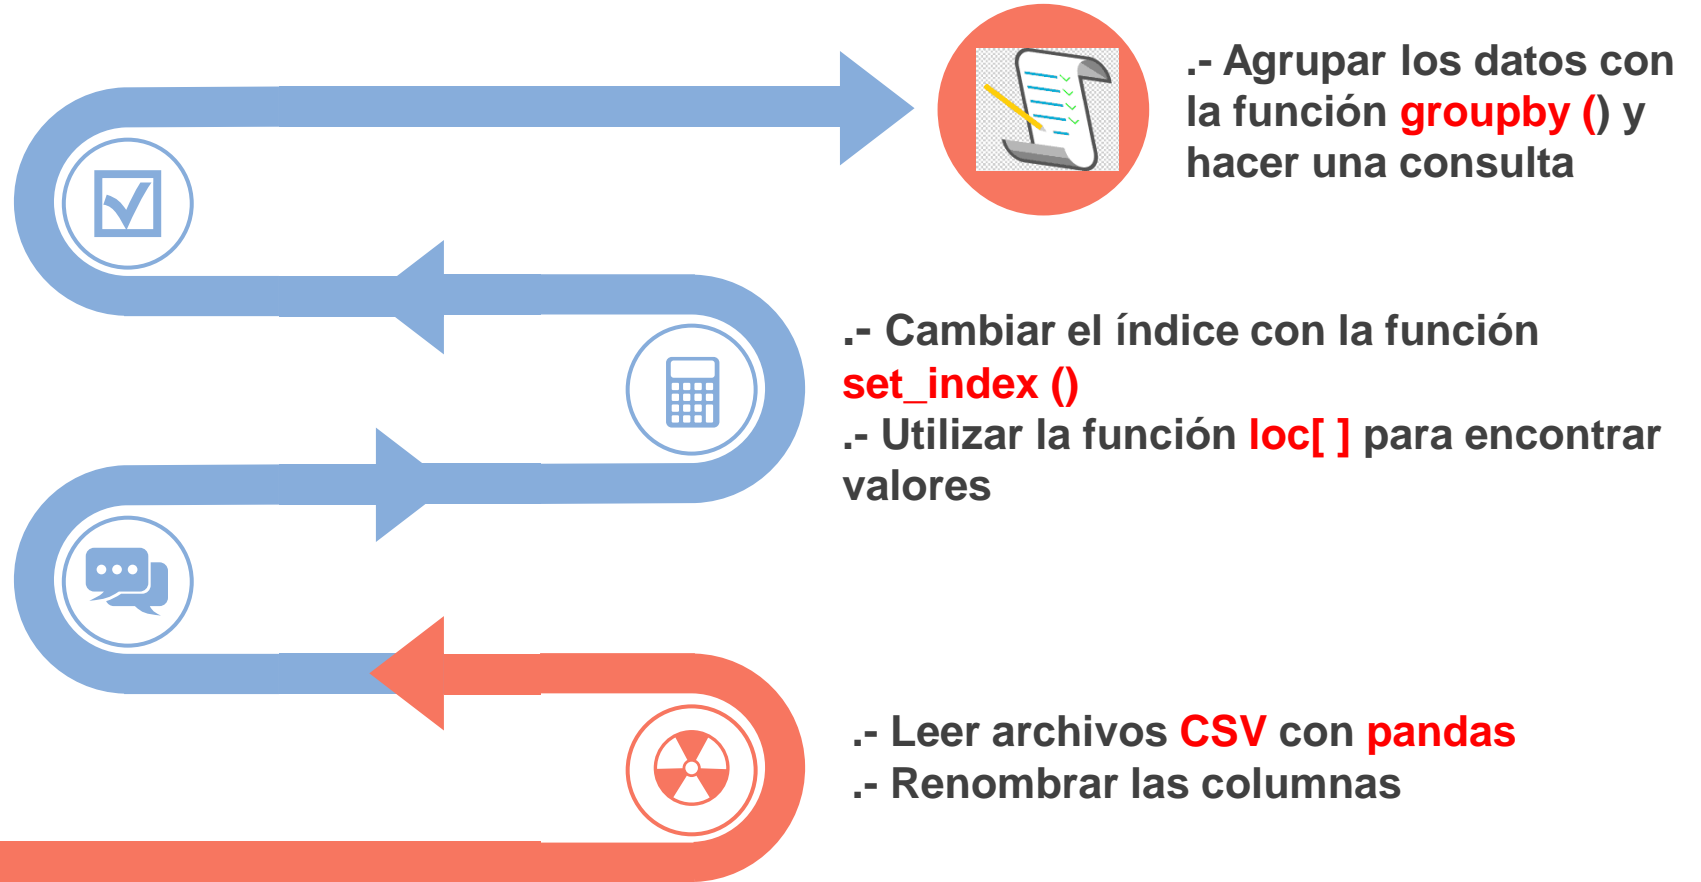 .- Agrupar los datos con
la función groupby () y
hacer una consulta
.- Cambiar el índice con la función
set_index ()
.- Utilizar la función loc[ ] para encontrar
valores
.- Leer archivos CSV con pandas
.- Renombrar las columnas